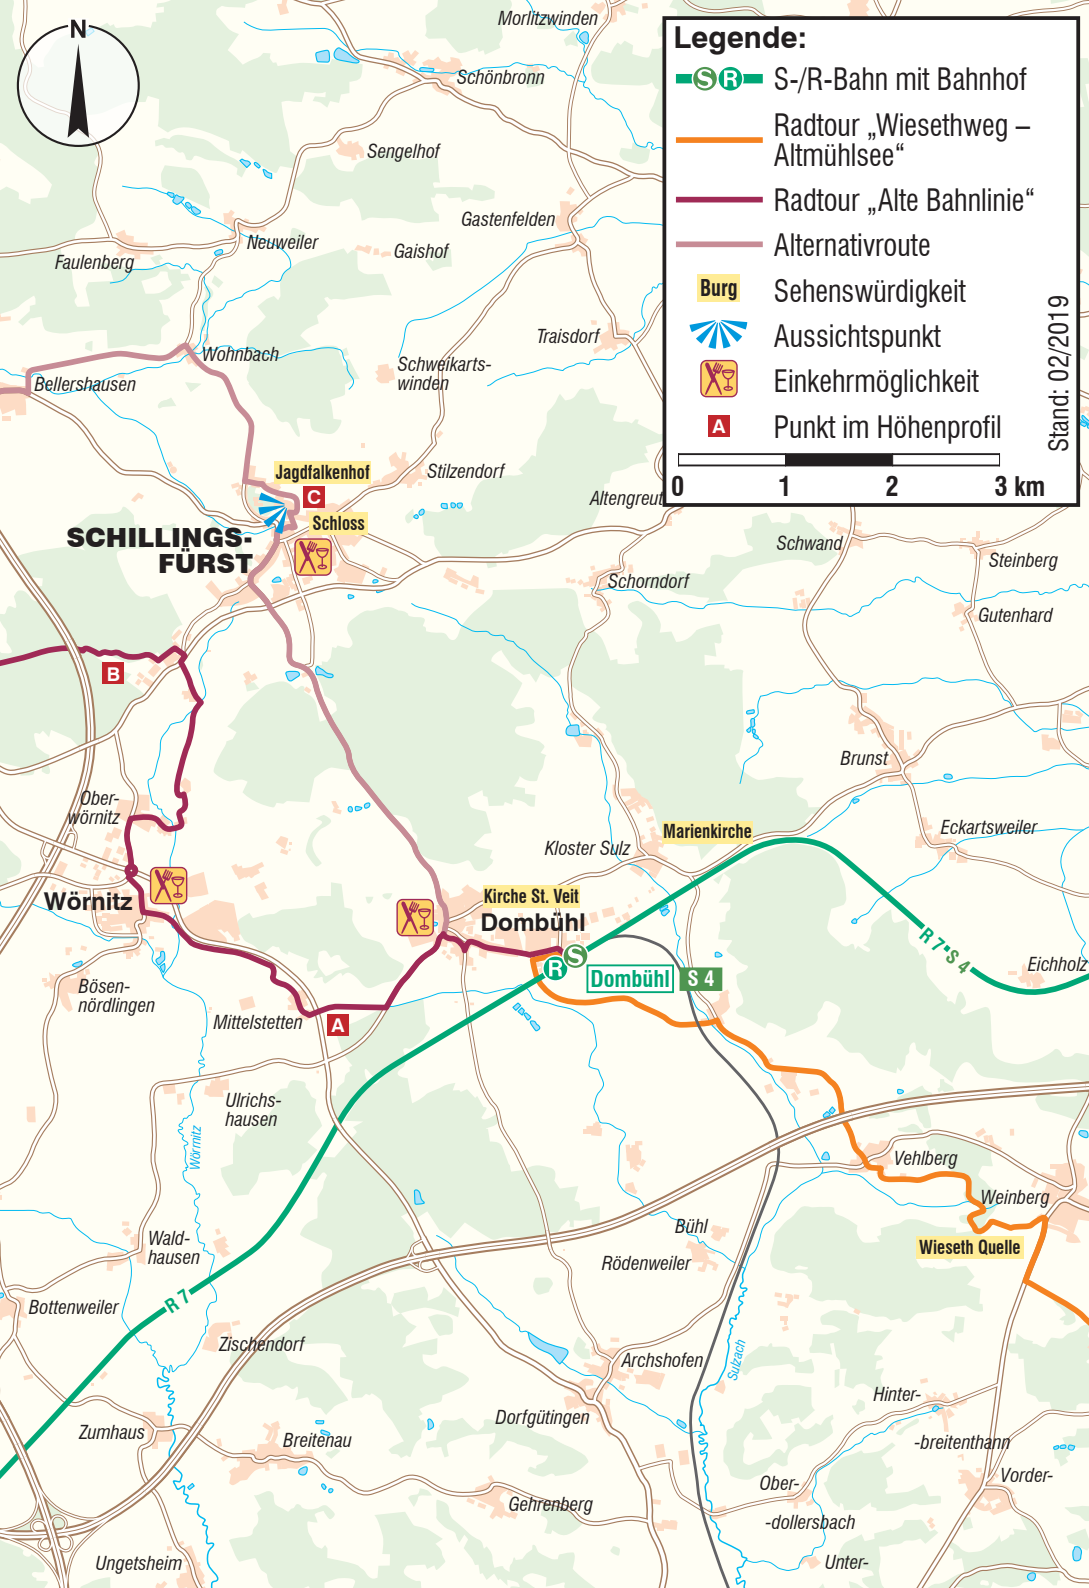 N
Legende:
S R S-/R-Bahn mit Bahnhof
Radtour „Wiesethweg –
Altmühlsee“
Radtour „Alte Bahnlinie“
Alternativroute
Burg Sehenswürdigkeit
Aussichtspunkt
Einkehrmöglichkeit
A Punkt im Höhenprofil
0 1 2 3 km
Stand: 02/2019
Morlitzwinden
Schönbronn
Sengelhof
Gastenfelden
Neuweiler
Gaishof
Faulenberg
Traisdorf
Wohnbach
Schweikarts-
winden
Bellershausen
Jagdfalkenhof
Stilzendorf
C
Altengreut
Schloss
SCHILLINGS-
FÜRST
Schwand
Steinberg
Schorndorf
Gutenhard
B
Brunst
Ober-
wörnitz
Marienkirche
Eckartsweiler
Kloster Sulz
Wörnitz
Kirche St. Veit
Dombühl
R 7 • S 4
S
R
Dombühl
S 4
Eichholz
Bösen-
nördlingen
Mittelstetten
A
Ulrichs-
hausen
Wörnitz
Vehlberg
Weinberg
Bühl
Wald-
hausen
Wieseth Quelle
Rödenweiler
R 7
Bottenweiler
Zischendorf
Archshofen
Sulzach
Hinter-
-breitenthann
Dorfgütingen
Zumhaus
Breitenau
Vorder-
Ober-
-dollersbach
Gehrenberg
Ungetsheim
Unter-